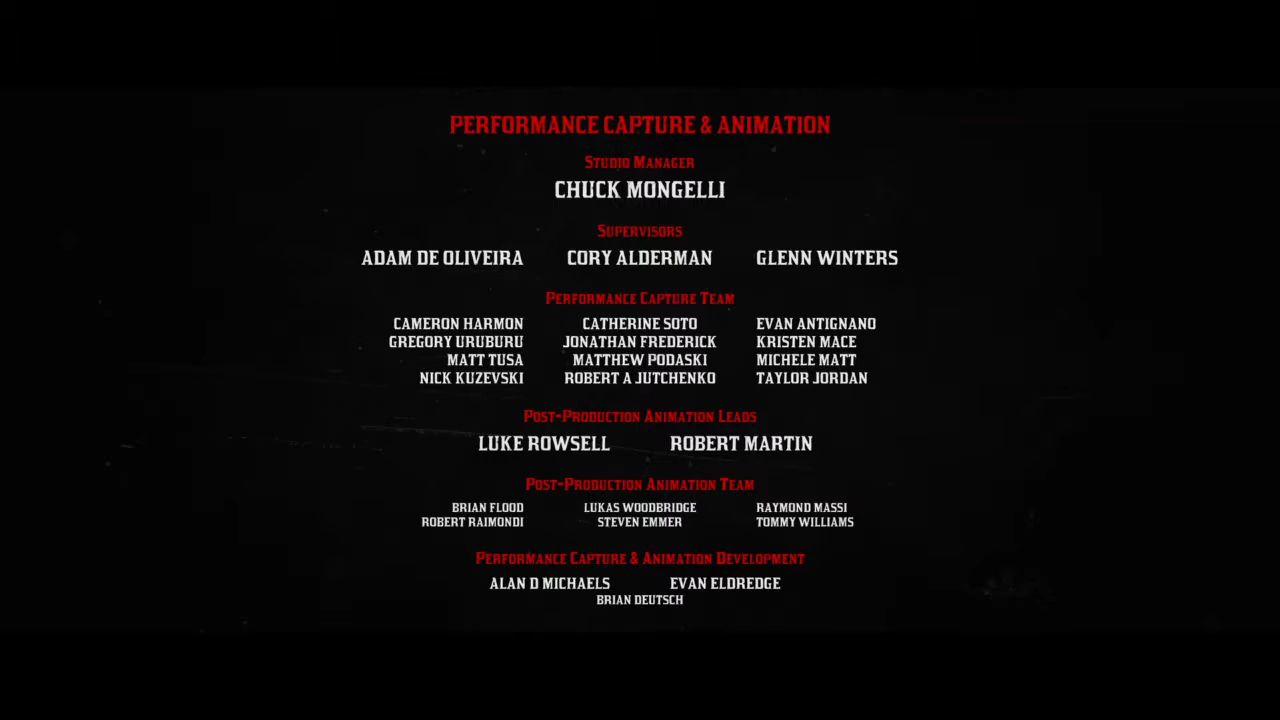 PERFORMANCE CAPTURE & ANIMATION
STUDIO MANAGER
CHUCK MONGELLI
SUPERVISORS
ADAM DE OLIVEIRA CORY ALDERMAN GLENN WINTERS
PERFORMANCE CAPTURE TEAM
CAMERON HARMON CATHERINE SOTO EVAN ANTIGNANO
GREGORY URUBURU JONATHAN FREDERICK KRISTEN MACE
MATT TUSA MATTHEW PODASKI MICHELE MATT
NICK KUZEVSKI ROBERT A JUTCHENKO TAYLOR JORDAN
POST-PRODUCTION ANIMATION LEADS
LUKE ROWSELL ROBERT MARTIN
POST-PRODUCTION ANIMATION TEAM
BRIAN FLOOD LUKAS WOODBRIDGE RAYMOND MASSI
ROBERT RAIMONDI STEVEN EMMER TOMMY WILLIAMS
PERFORMANCE CAPTURE & ANIMATION DEVELOPMENT
ALAN D MICHAELS EVAN ELDREDGE
BRIAN DEUTSCH